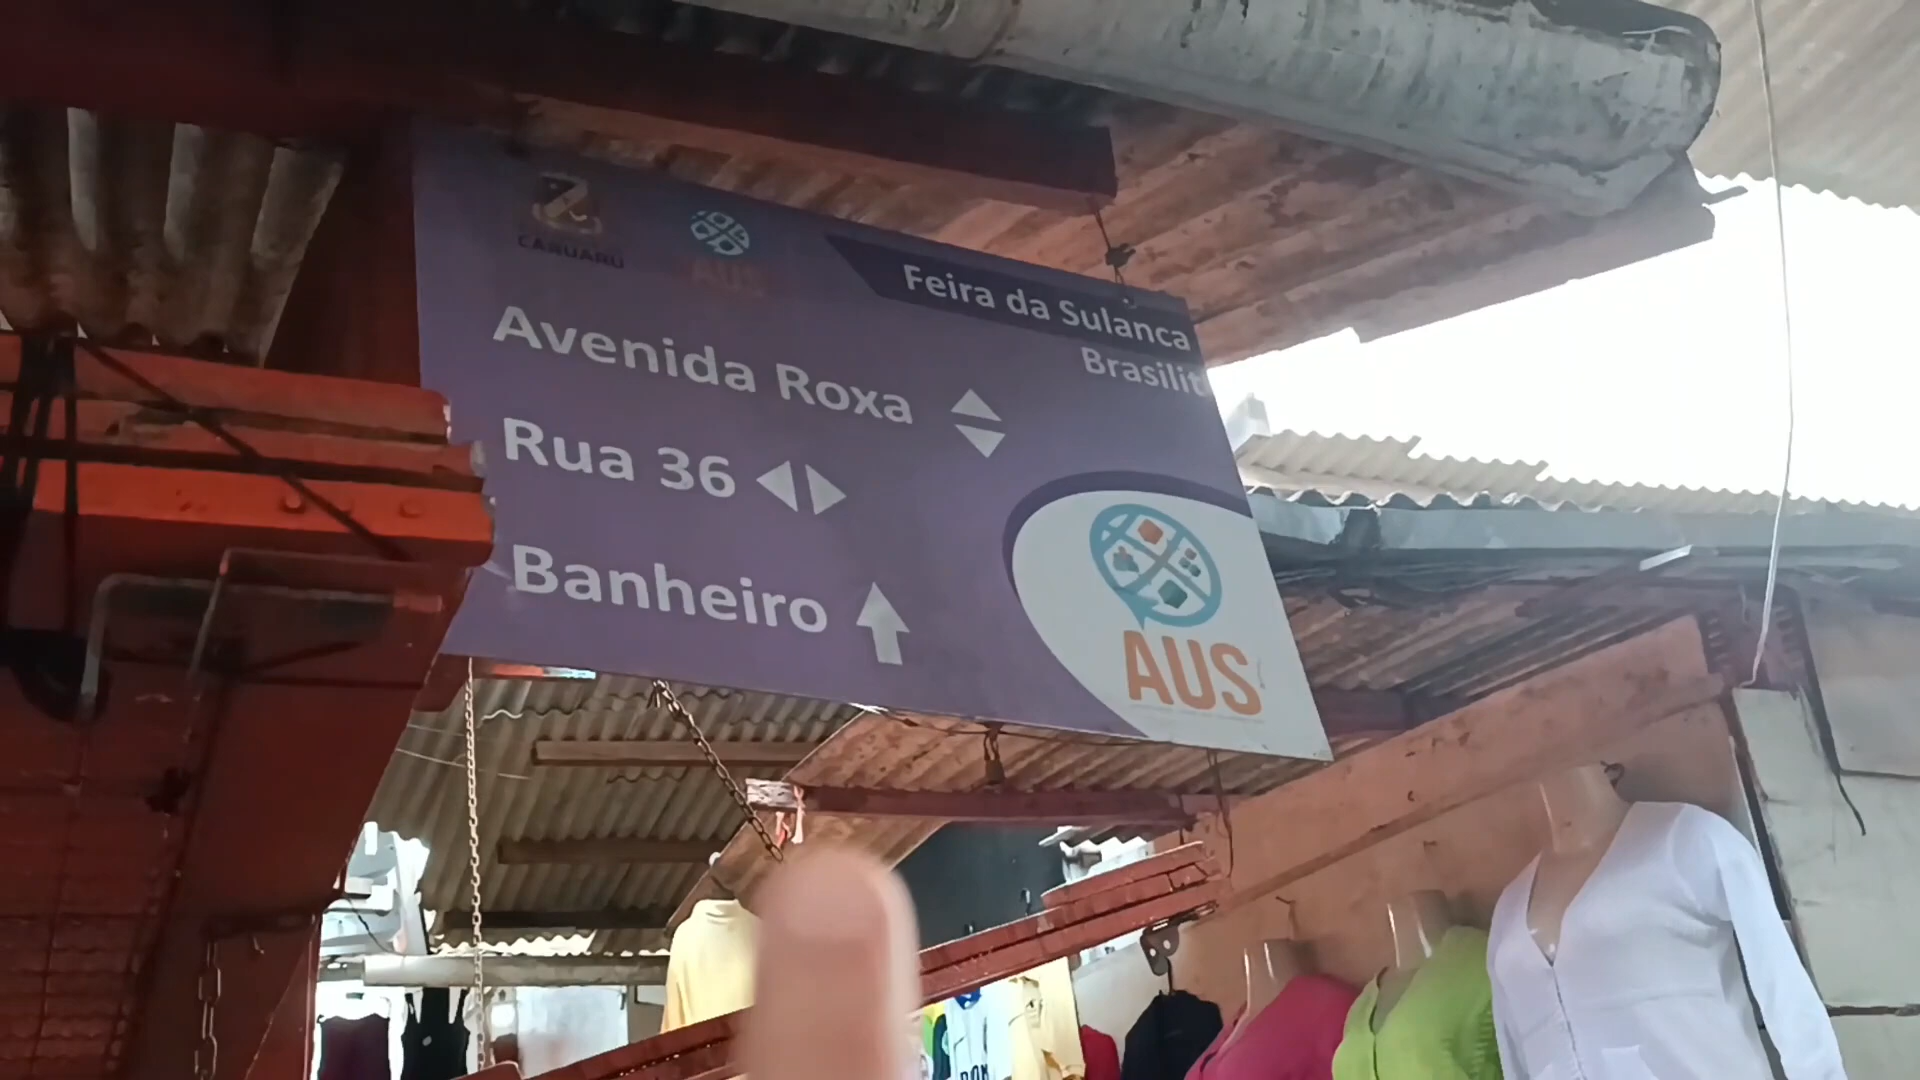 CARUARU
AUS
Feira da Sulanca
Brasilit
Avenida Roxa
Rua 36
Banheiro
AUS